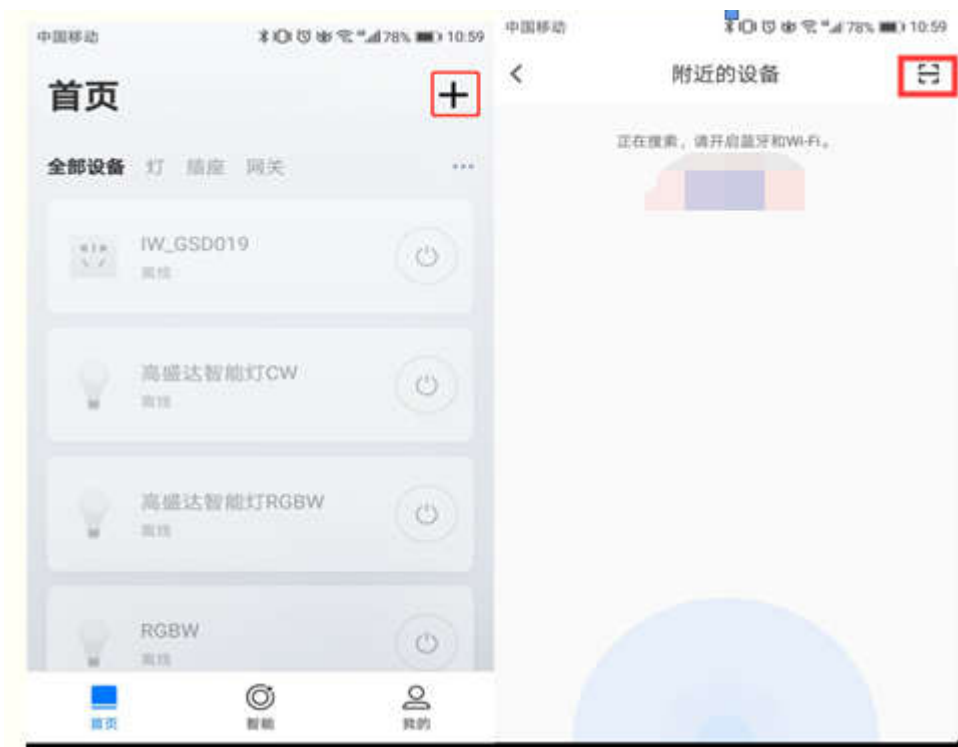 中国移动
78% 10:59
首页
全部设备 灯 插座 网关 ···
IW_GSD019
离线
高盛达智能灯CW
离线
高盛达智能灯RGBW
离线
RGBW
离线
首页 智能 我的
中国移动
78% 10:59
附近的设备
正在搜索，请开启蓝牙和Wi-Fi。